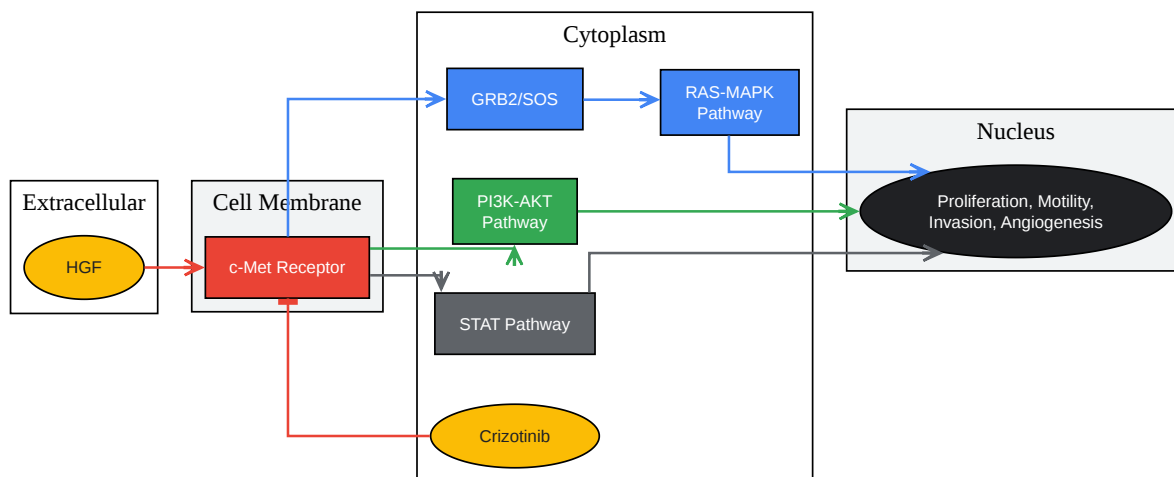 Cytoplasm
GRB2/SOS
RAS-MAPK
Pathway
Nucleus
Extracellular
Cell Membrane
PI3K-AKT
Pathway
Proliferation, Motility,
Invasion, Angiogenesis
HGF
c-Met Receptor
STAT Pathway
Crizotinib